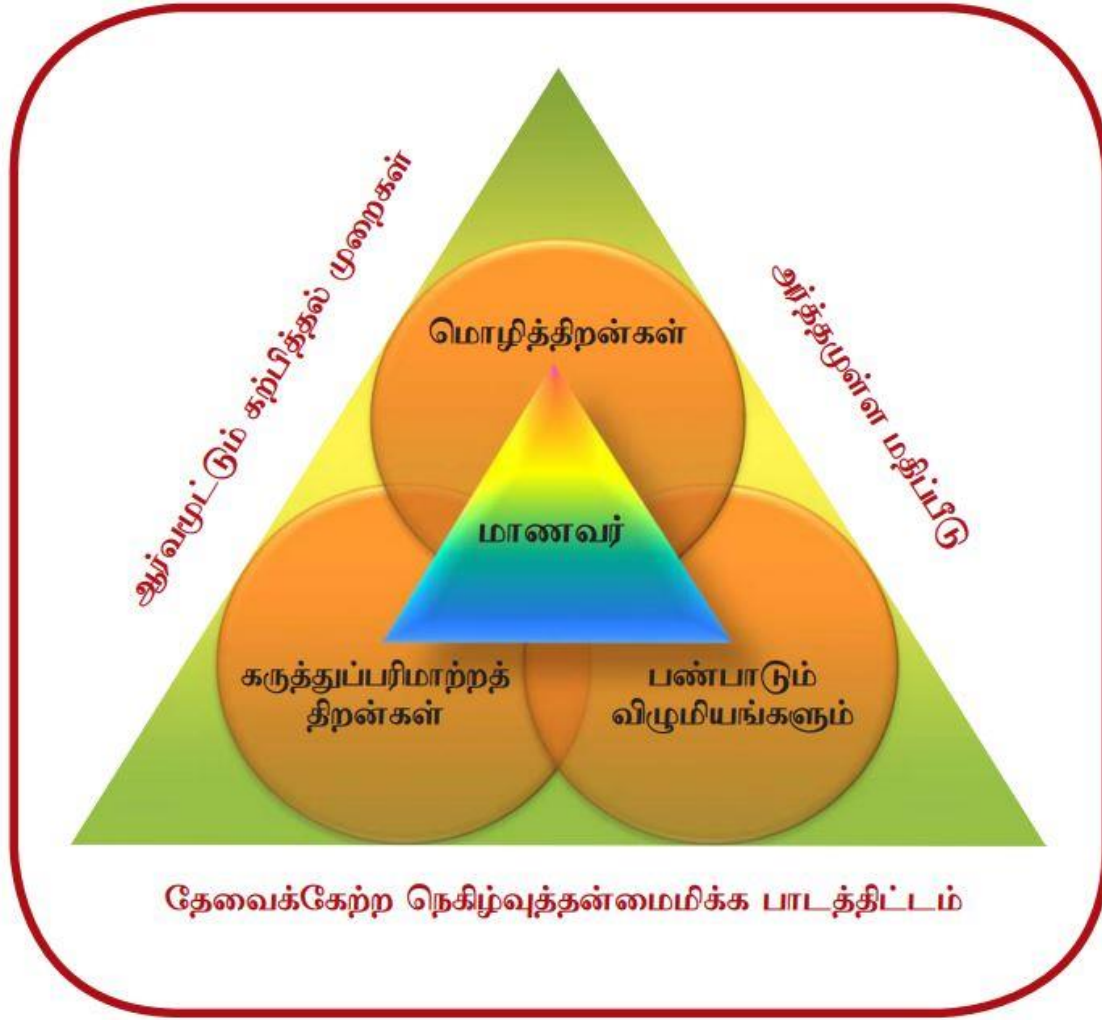 ஆர்வமூட்டும் கற்பித்தல் முறைகள்
அர்த்தமுள்ள மதிப்பீடு
மொழித்திறன்கள்
மாணவர்
கருத்துப்பரிமாற்றத்
திறன்கள்
பண்பாடும்
விழுமியங்களும்
தேவைக்கேற்ற நெகிழ்வுத்தன்மைமிக்க பாடத்திட்டம்